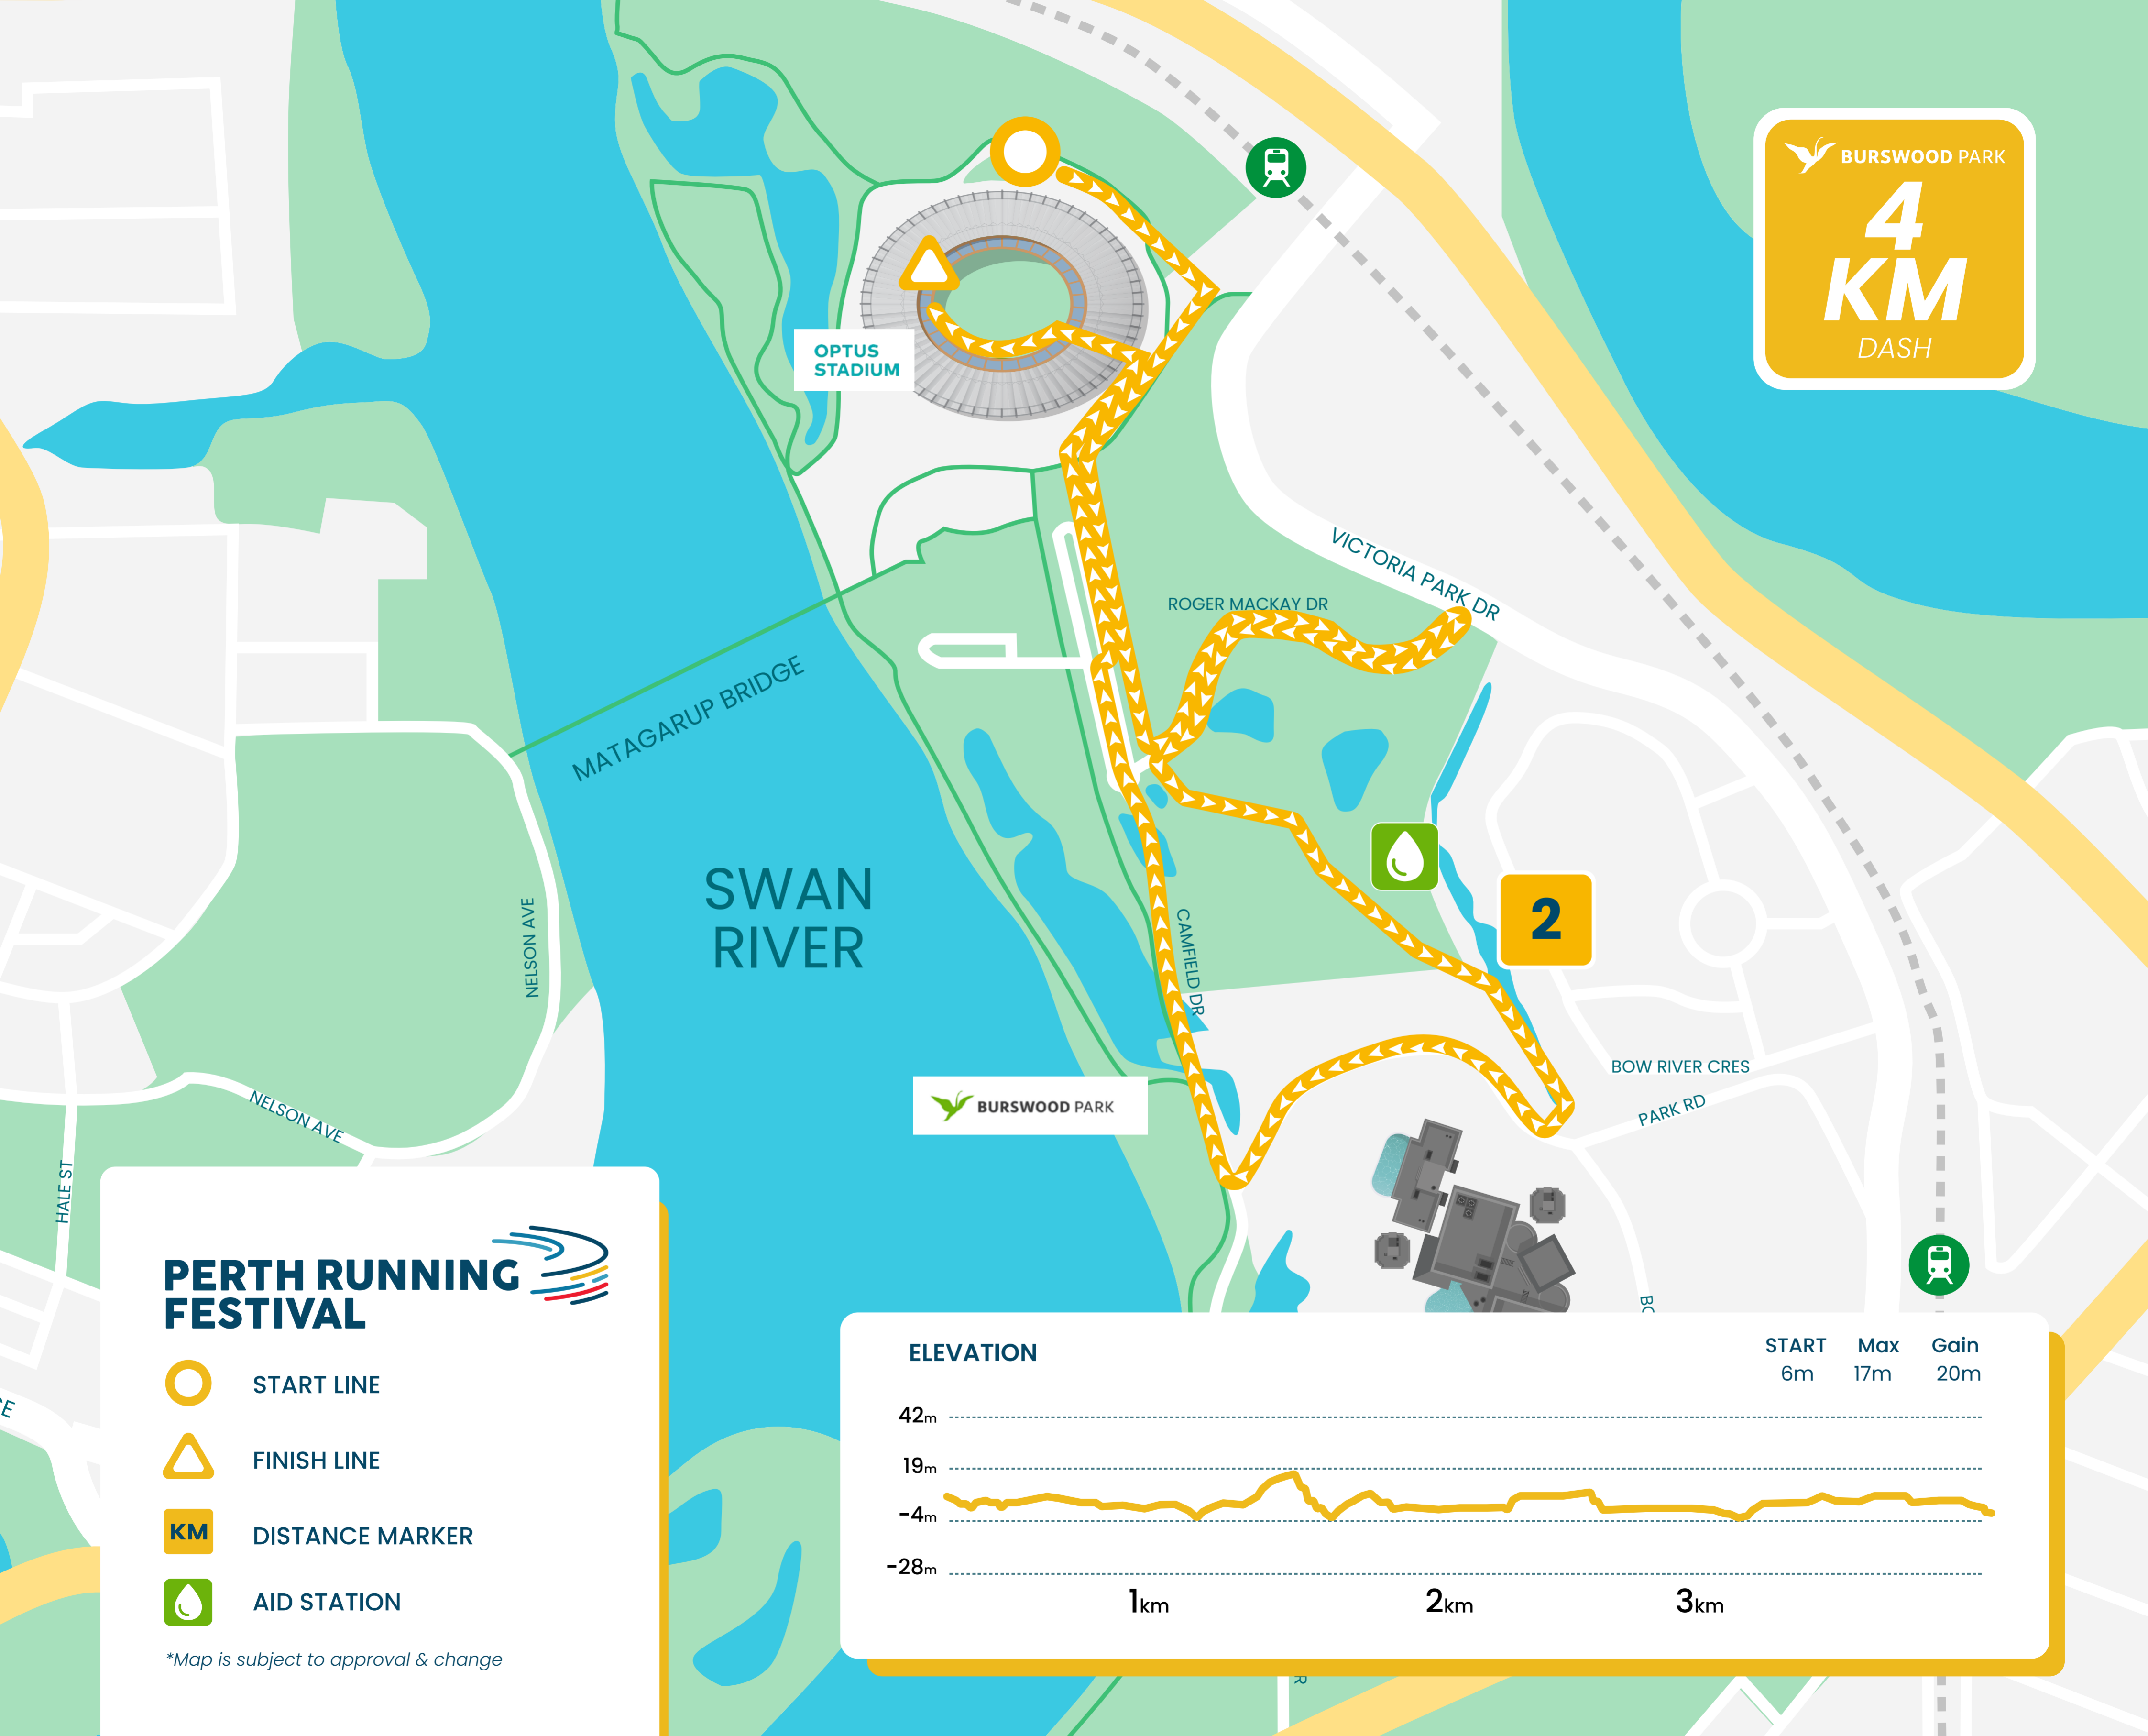 BURSWOOD PARK
4
KM
DASH
OPTUS
STADIUM
VICTORIA PARK DR
ROGER MACKAY DR
MATAGARUP BRIDGE
SWAN
RIVER
NELSON AVE
CAMFIELD DR
2
BOW RIVER CRES
PARK RD
BURSWOOD PARK
NELSON AVE
HALE ST
PERTH RUNNING
FESTIVAL
START LINE
FINISH LINE
KM DISTANCE MARKER
AID STATION
*Map is subject to approval & change
ELEVATION
START Max Gain
6m 17m 20m
42m
19m
-4m
-28m
1km 2km 3km